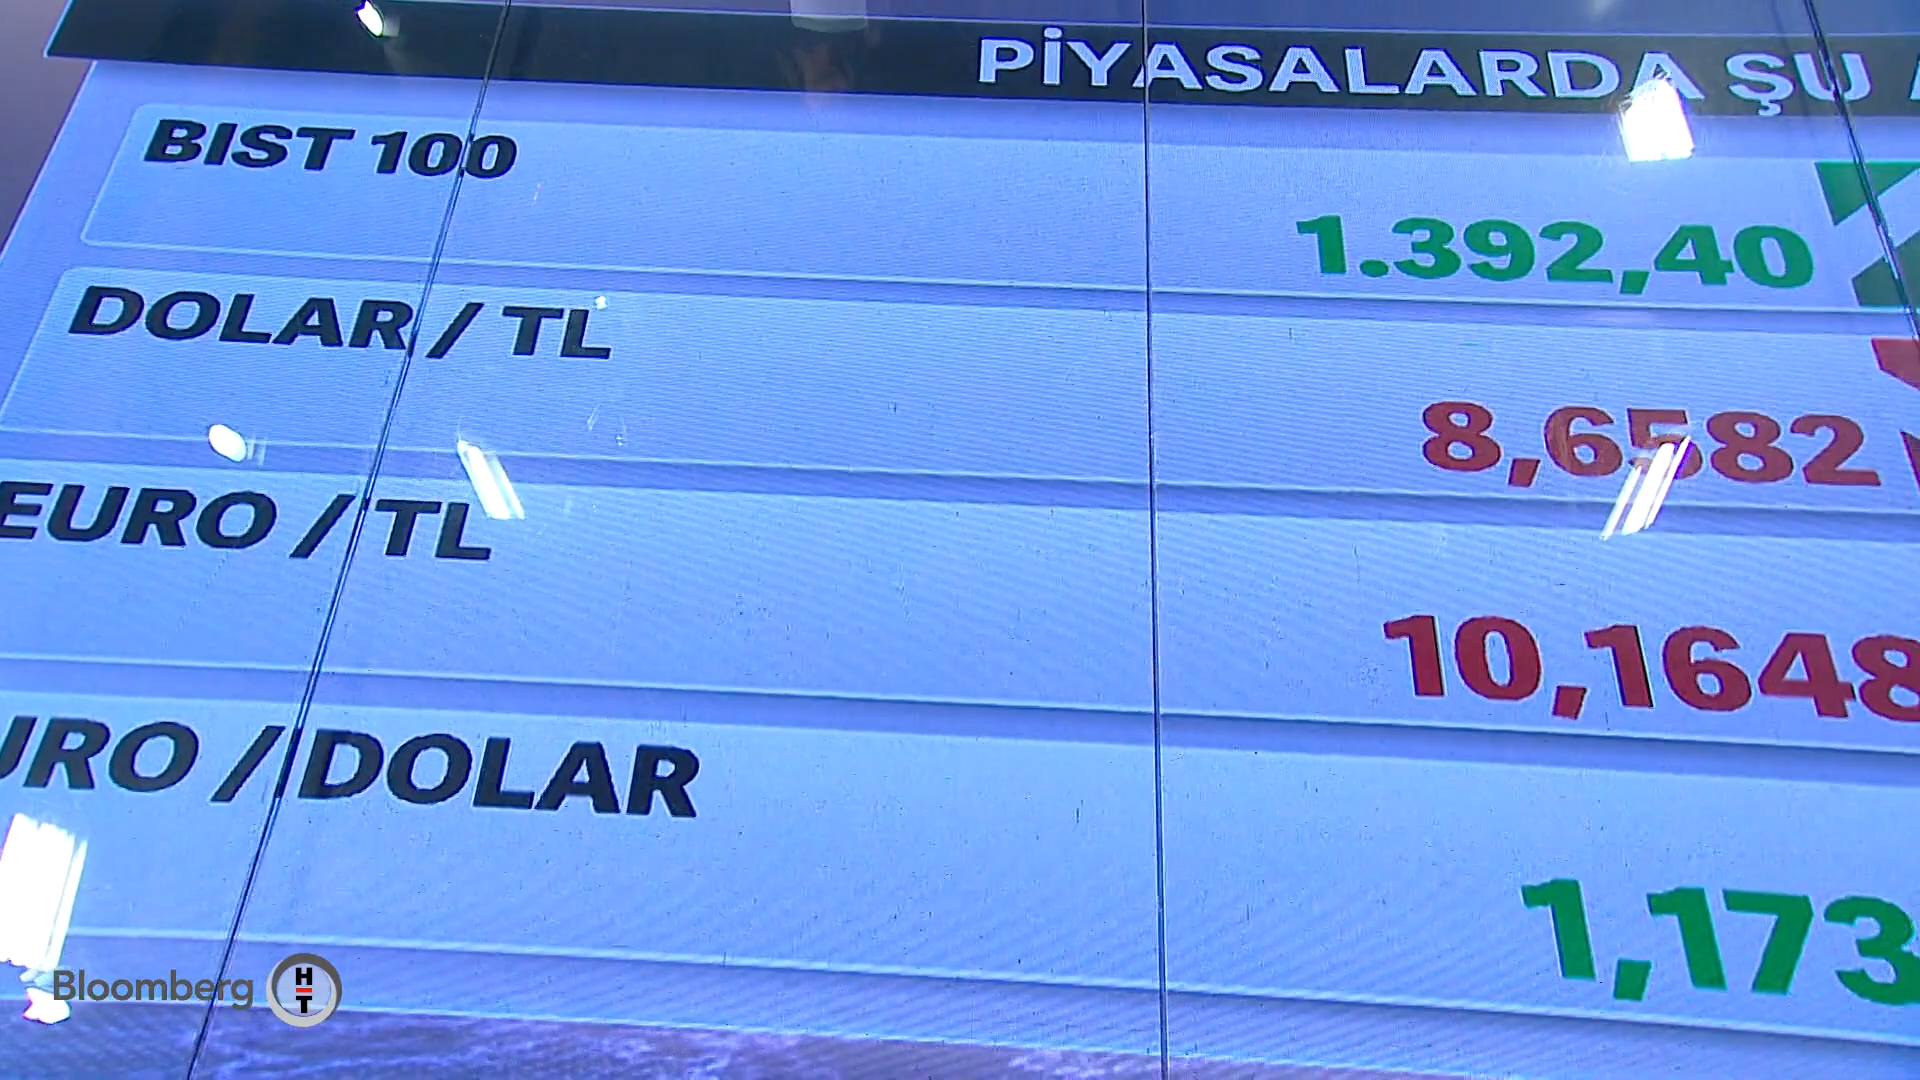 PİYASALARDA ŞU
BIST 100
1.392,40
DOLAR / TL
8,6582
EURO / TL
10,1648
URO / DOLAR
1,173
Bloomberg HT